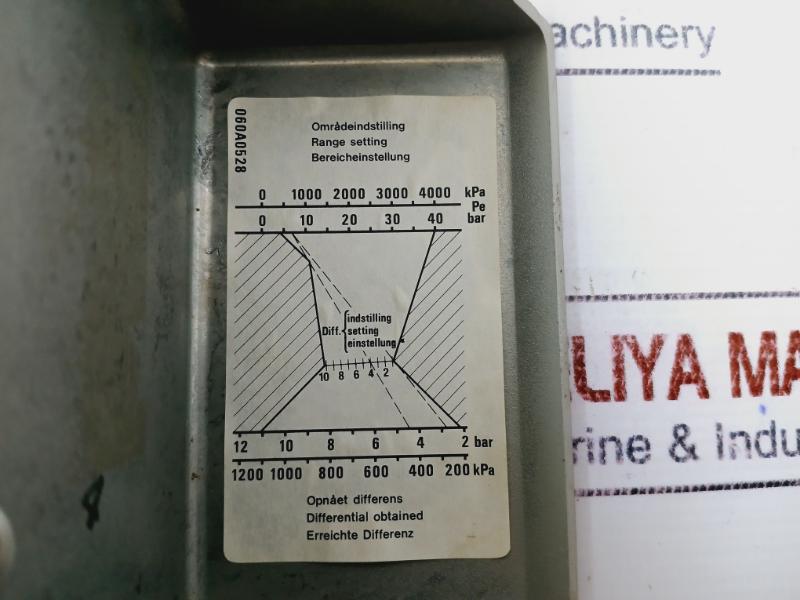 achinery
060A0528
Områdeindstilling
Range setting
Bereicheinstellung
0 1000 2000 3000 4000 kPa
Pe
0 10 20 30 40 bar
Diff.
indstilling
setting
einstellung
10 8 6 4 2
12 10 8 6 4 2 bar
1200 1000 800 600 400 200 kPa
Opnået differens
Differential obtained
Erreichte Differenz
LIYA MA
rine & Indu